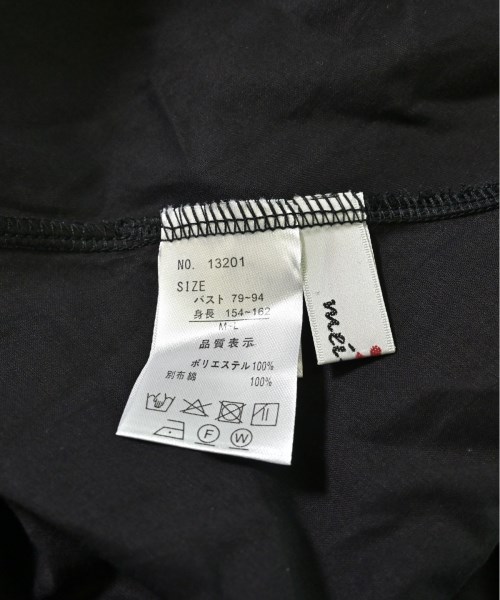 NO. 13201
SIZE
バスト 79~94
身長 154~162
M~L
品質表示
ポリエステル100%
別布綿 100%
F W
méi